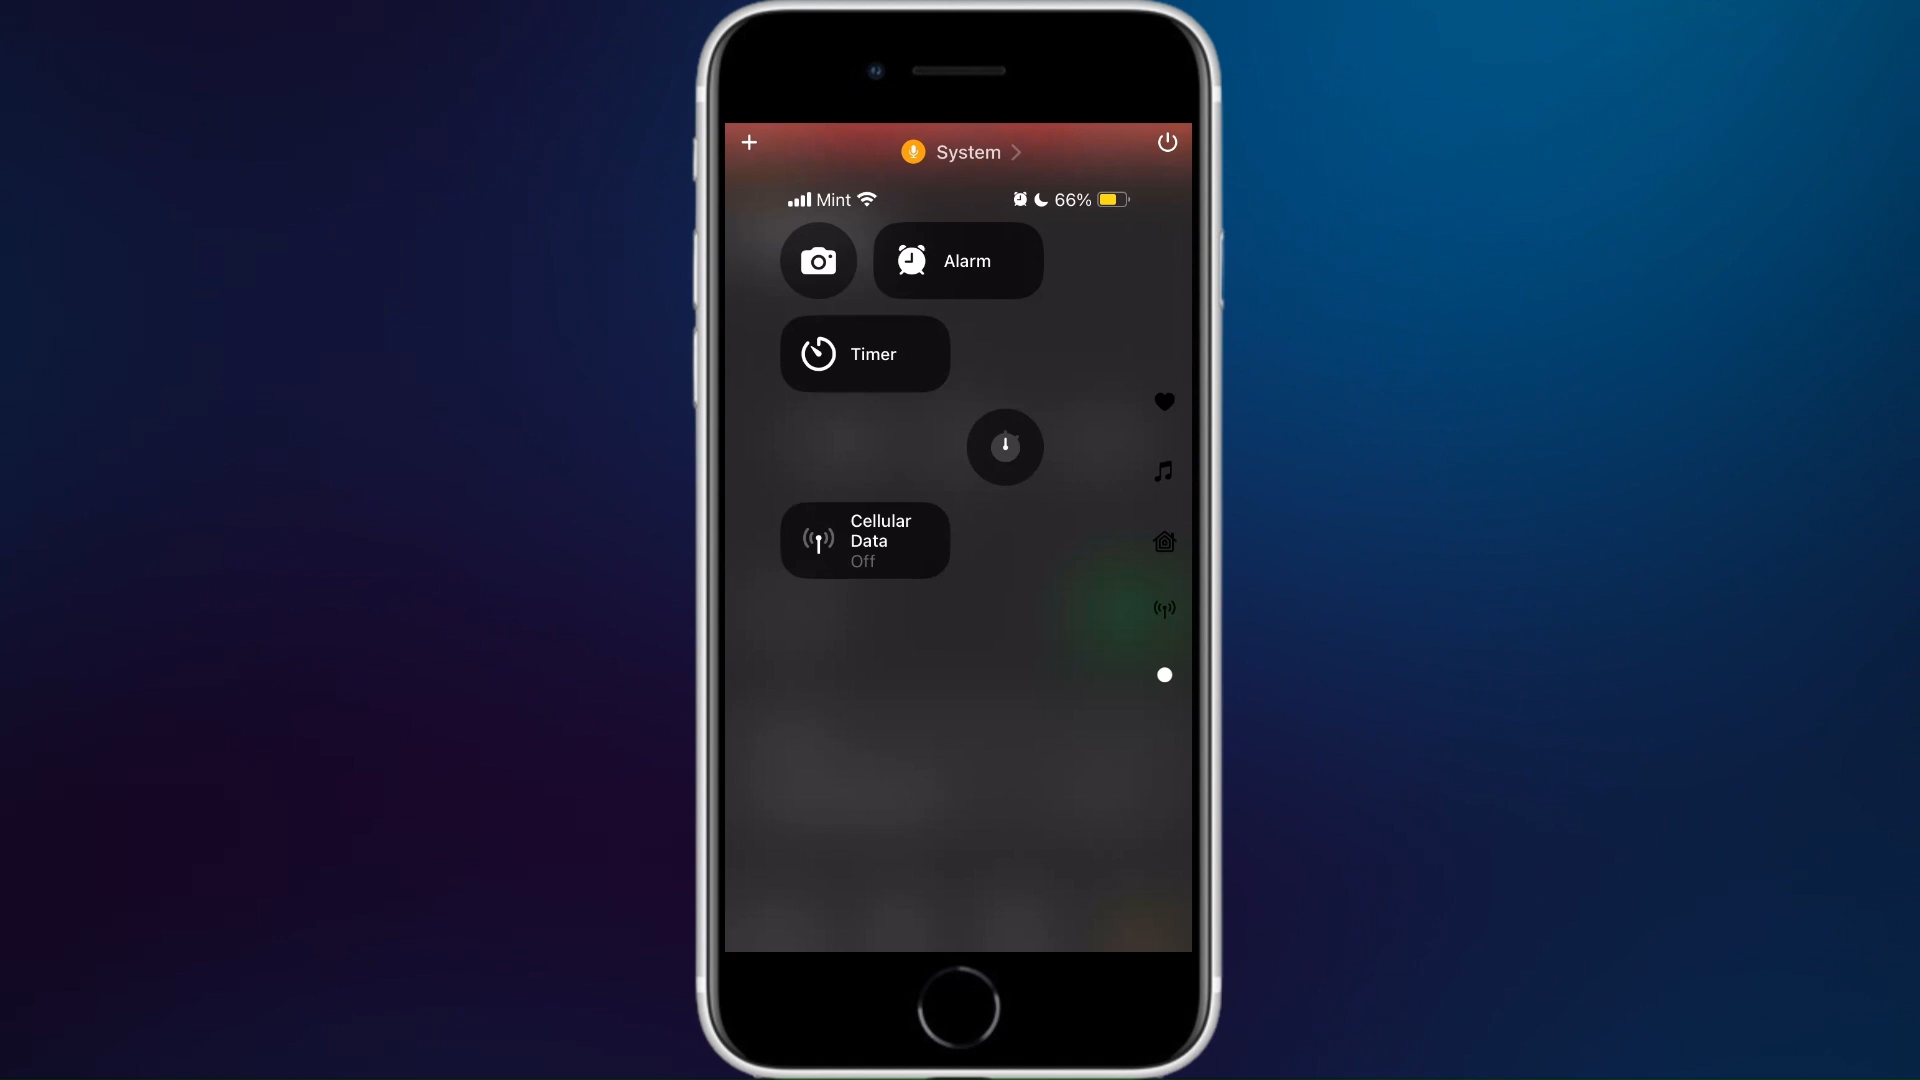 System
Mint
66%
Alarm
Timer
Cellular
Data
Off